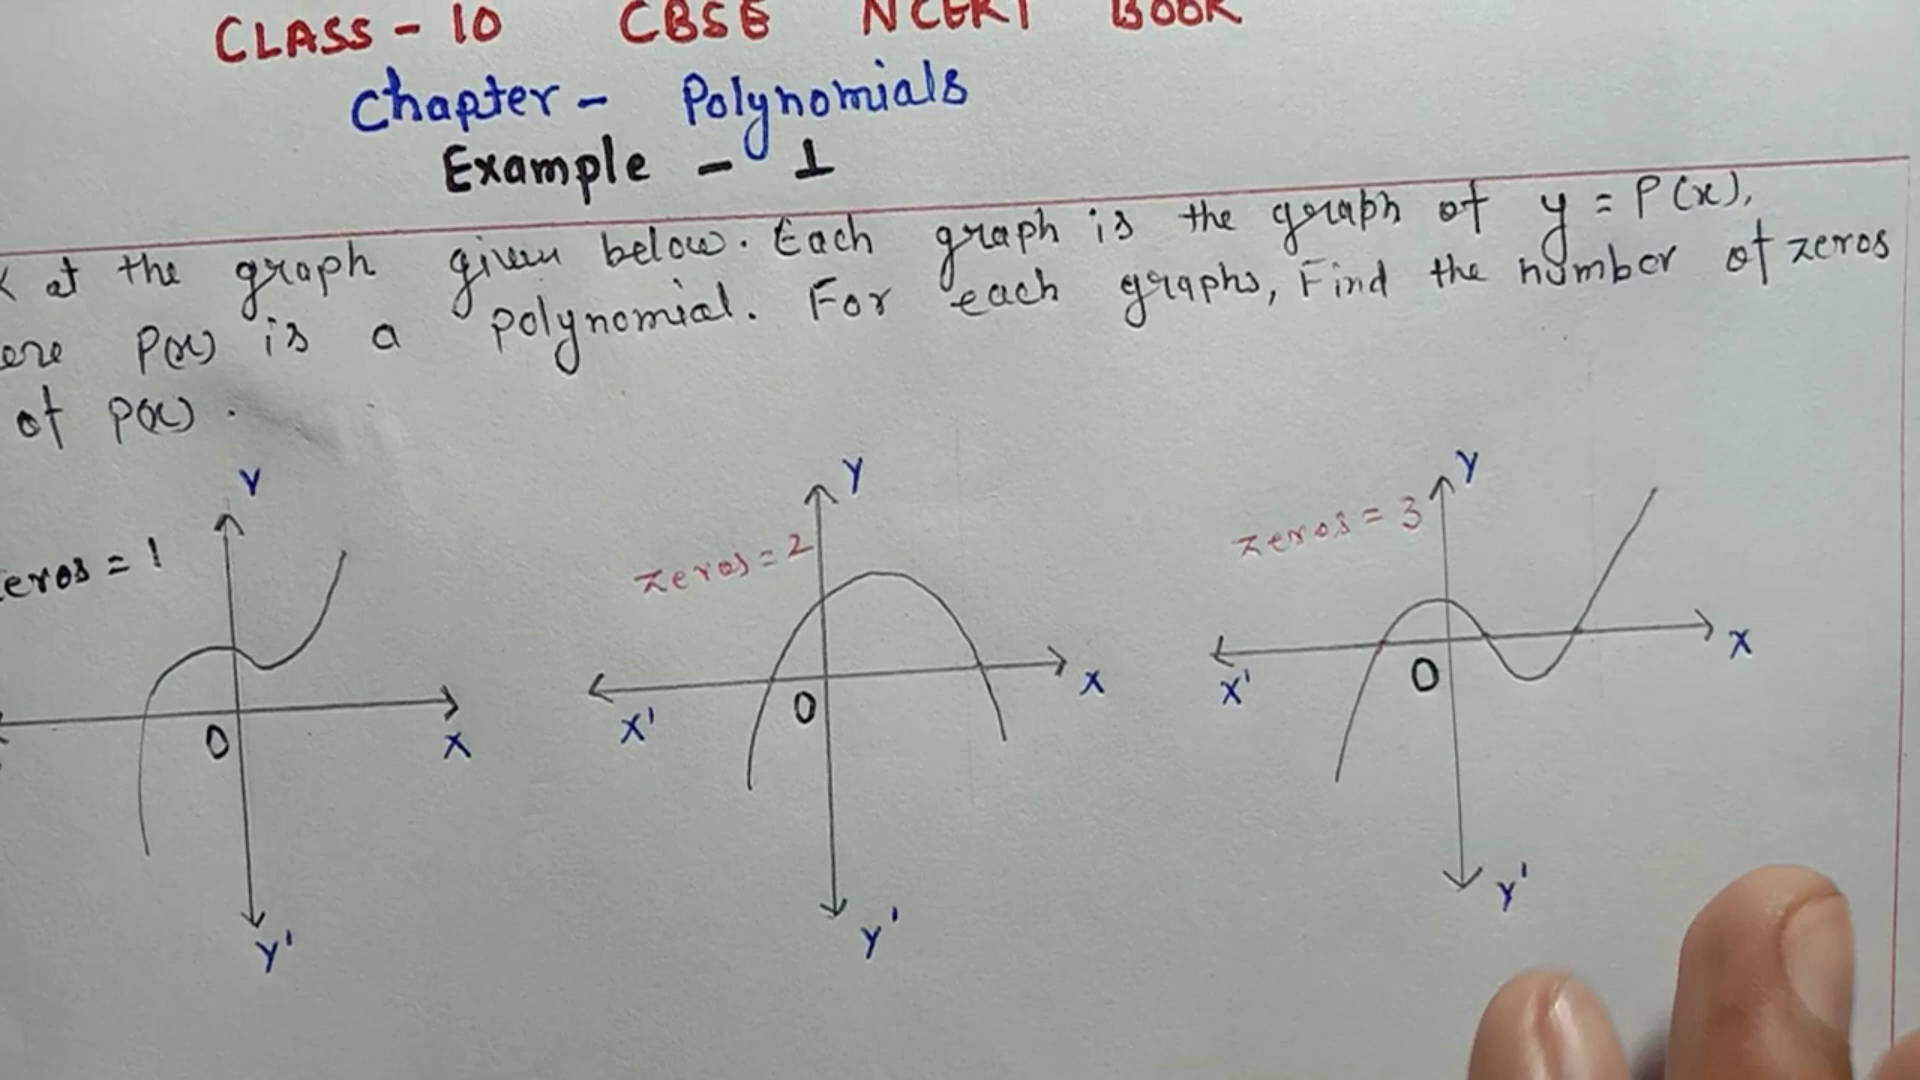 CLASS - 10 CBSE NCERT BOOK
Chapter - Polynomials
Example - 1
at the graph given below. Each graph is the graph of y = P(x),
P(x) is a polynomial. For each graphs, Find the number of zeros
of P(x).
zeros = 1
Y
X
O
Y'
zeros = 2
Y
X'
X
O
Y'
zeros = 3
Y
X'
X
O
Y'